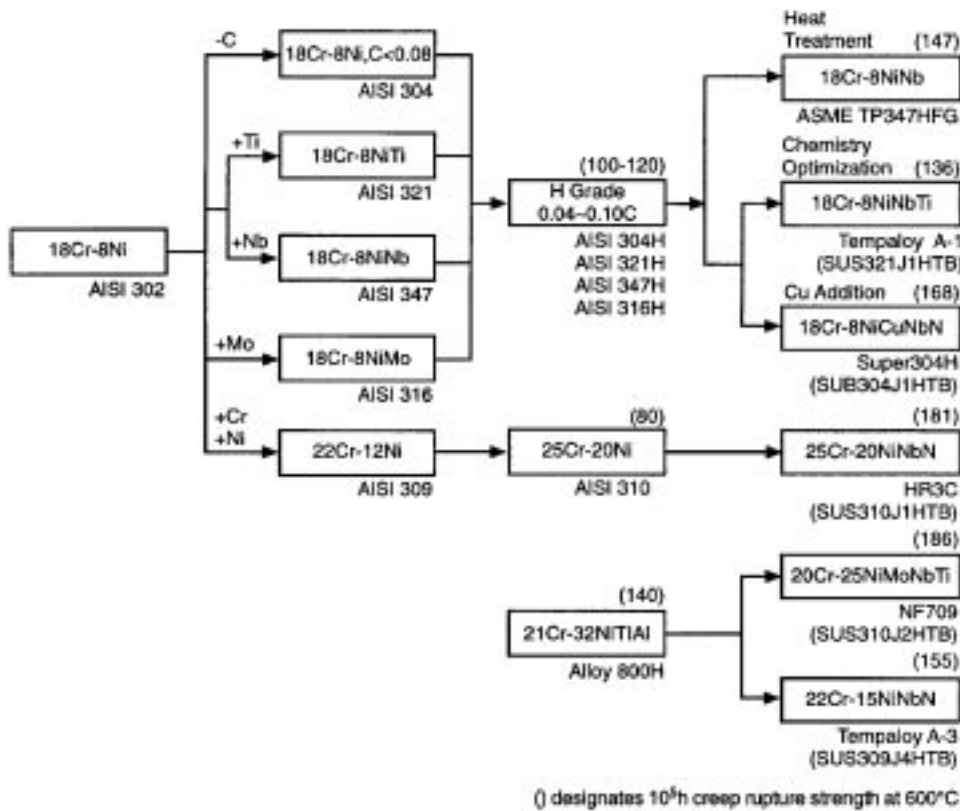 Heat
Treatment (147)
-C
18Cr-8Ni,C<0.08
AISI 304
18Cr-8NiNb
ASME TP347HFG
+Ti
18Cr-8NiTi
AISI 321
Chemistry
Optimization (136)
(100-120)
H Grade
0.04~0.10C
18Cr-8NiNbTi
Tempaloy A-1
(SUS321J1HTB)
18Cr-8Ni
AISI 302
+Nb
18Cr-8NiNb
AISI 347
AISI 304H
AISI 321H
AISI 347H
AISI 316H
Cu Addition (168)
18Cr-8NiCuNbN
Super304H
(SUB304J1HTB)
+Mo
18Cr-8NiMo
AISI 316
+Cr
+Ni
22Cr-12Ni
AISI 309
(80)
25Cr-20Ni
AISI 310
(181)
25Cr-20NiNbN
HR3C
(SUS310J1HTB)
(186)
20Cr-25NiMoNbTi
NF709
(SUS310J2HTB)
(140)
21Cr-32NITIAI
Alloy 800H
(155)
22Cr-15NiNbN
Tempaloy A-3
(SUS309J4HTB)
() designates 10⁵h creep rupture strength at 600°C